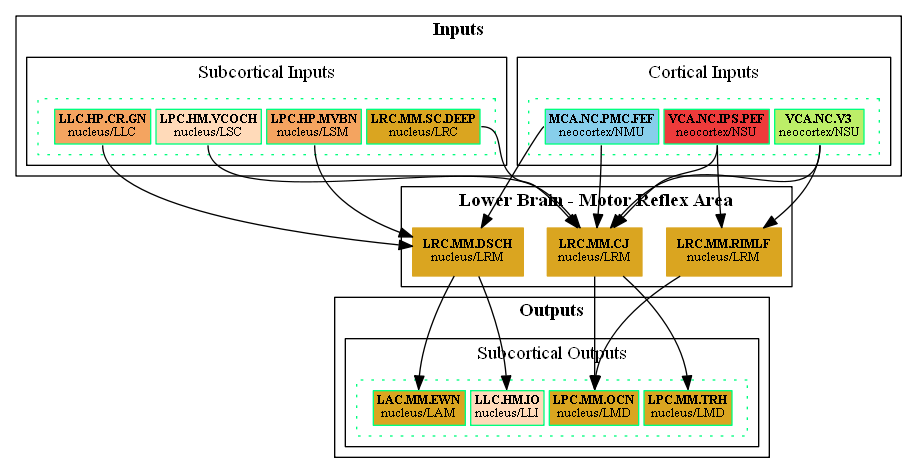 Inputs
Subcortical Inputs
Cortical Inputs
LLC.HP.CR.GN
nucleus/LLC
LPC.HM.VCOCH
nucleus/LSC
LPC.HP.MVBN
nucleus/LSM
LRC.MM.SC.DEEP
nucleus/LRC
MCA.NC.PMC.FEF
neocortex/NMU
VCA.NC.IPS.PEF
neocortex/NSU
VCA.NC.V3
neocortex/NSU
Lower Brain - Motor Reflex Area
LRC.MM.DSCH
nucleus/LRM
LRC.MM.CJ
nucleus/LRM
LRC.MM.RIMLF
nucleus/LRM
Outputs
Subcortical Outputs
LAC.MM.EWN
nucleus/LAM
LLC.HM.IO
nucleus/LLI
LPC.MM.OCN
nucleus/LMD
LPC.MM.TRH
nucleus/LMD